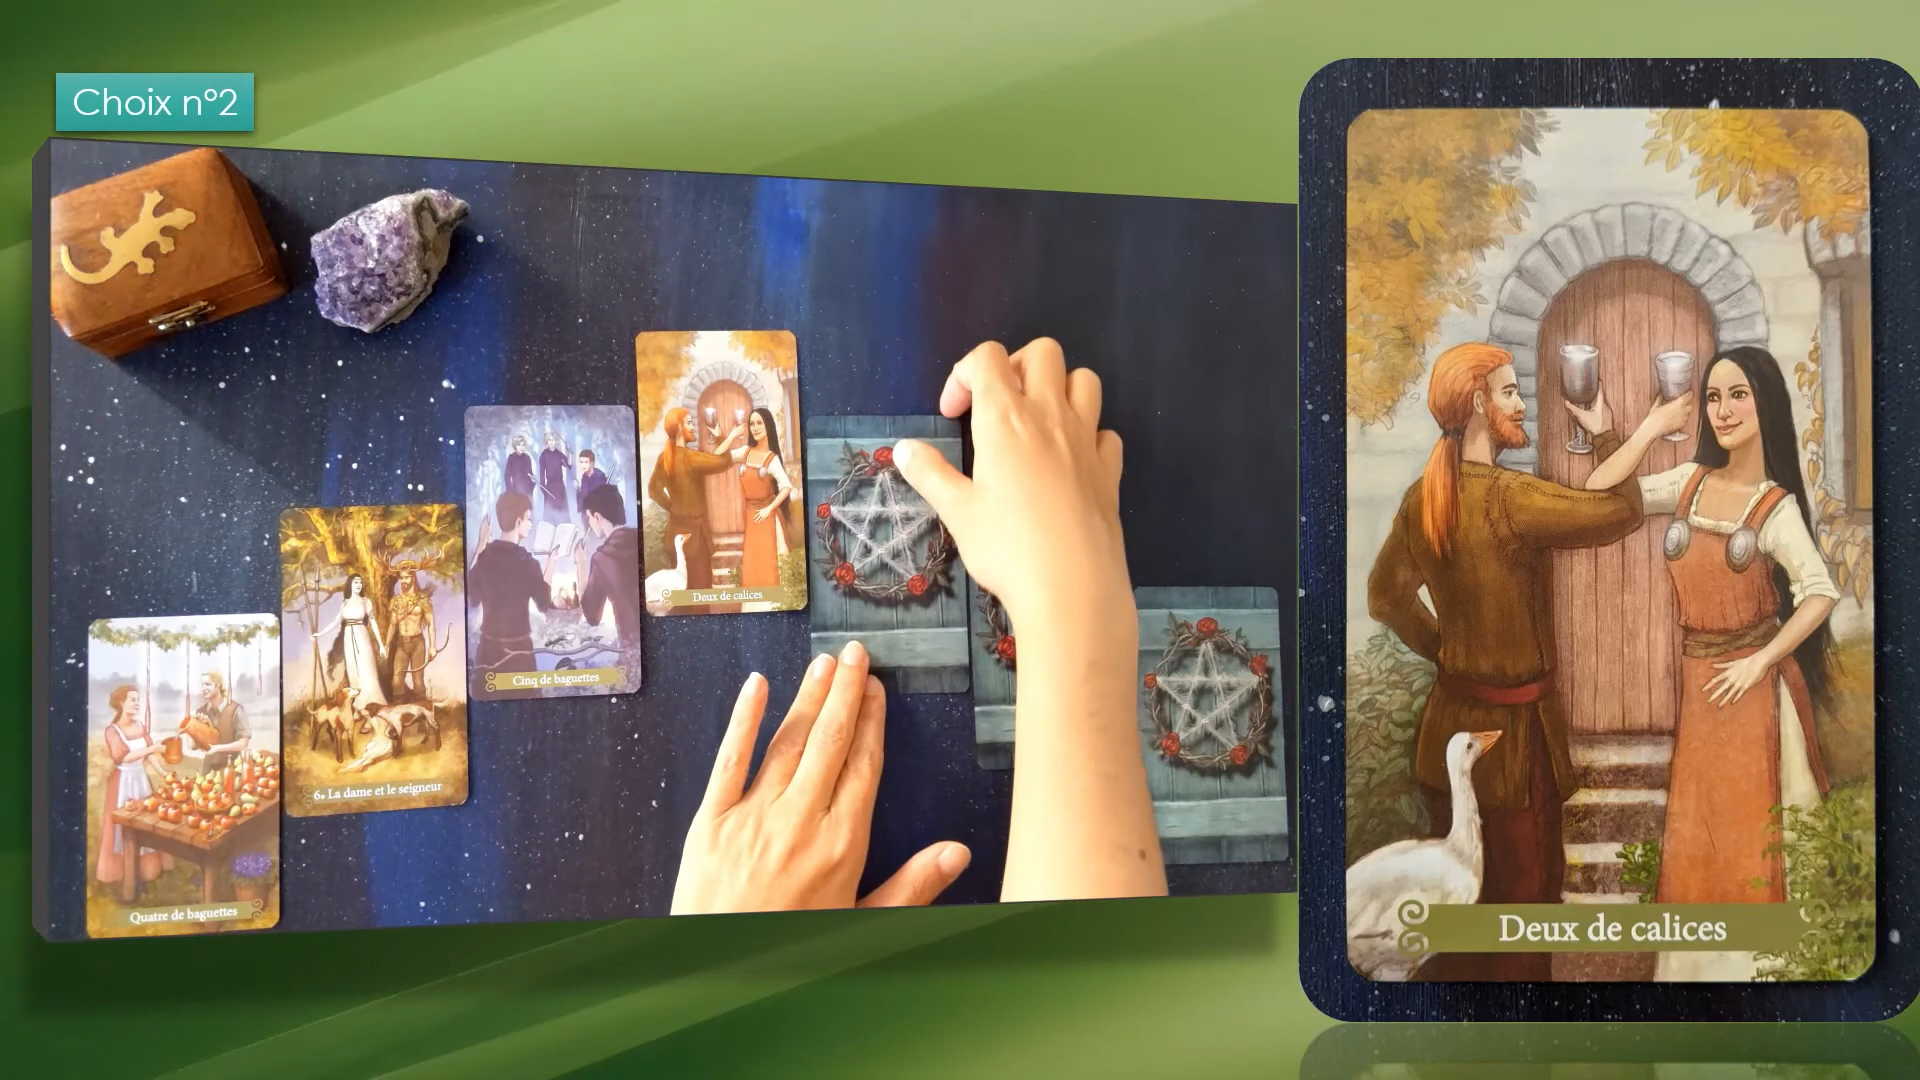 Choix n°2
Quatre de baguettes
6. La dame et le seigneur
Cinq de baguettes
Deux de calices
Deux de calices